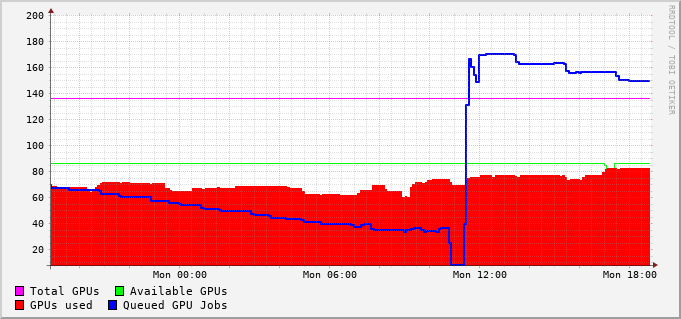 200
180
160
140
120
100
80
60
40
20
Mon 00:00 Mon 06:00 Mon 12:00 Mon 18:00
Total GPUs Available GPUs
GPUs used Queued GPU Jobs
RRDTOOL / TOBI OETIKER